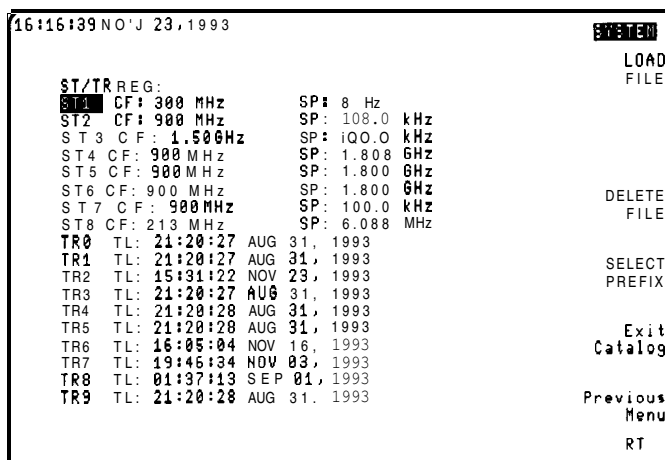 16:16:39 NO'J 23,1993
SYSTEM
LOAD
FILE
ST/TR REG:
ST1 CF: 300 MHz SP: 8 Hz
ST2 CF: 900 MHz SP: 108.0 kHz
ST3 CF: 1.50GHz SP: iQO.O kHz
ST4 CF: 900 MHz SP: 1.808 GHz
ST5 CF: 900 MHz SP: 1.800 GHz
ST6 CF: 900 MHz SP: 1.800 GHz
ST7 CF: 900MHz SP: 100.0 kHz
ST8 CF: 213 MHz SP: 6.088 MHz
TR0 TL: 21:20:27 AUG 31, 1993
TR1 TL: 21:20:27 AUG 31, 1993
TR2 TL: 15:31:22 NOV 23, 1993
TR3 TL: 21:20:27 AUG 31, 1993
TR4 TL: 21:20:28 AUG 31, 1993
TR5 TL: 21:20:28 AUG 31, 1993
TR6 TL: 16:05:04 NOV 16, 1993
TR7 TL: 19:46:34 NOV 03, 1993
TR8 TL: 01:37:13 SEP 01, 1993
TR9 TL: 21:20:28 AUG 31. 1993
DELETE
FILE
SELECT
PREFIX
Exit
Catalog
Previous
Menu
RT